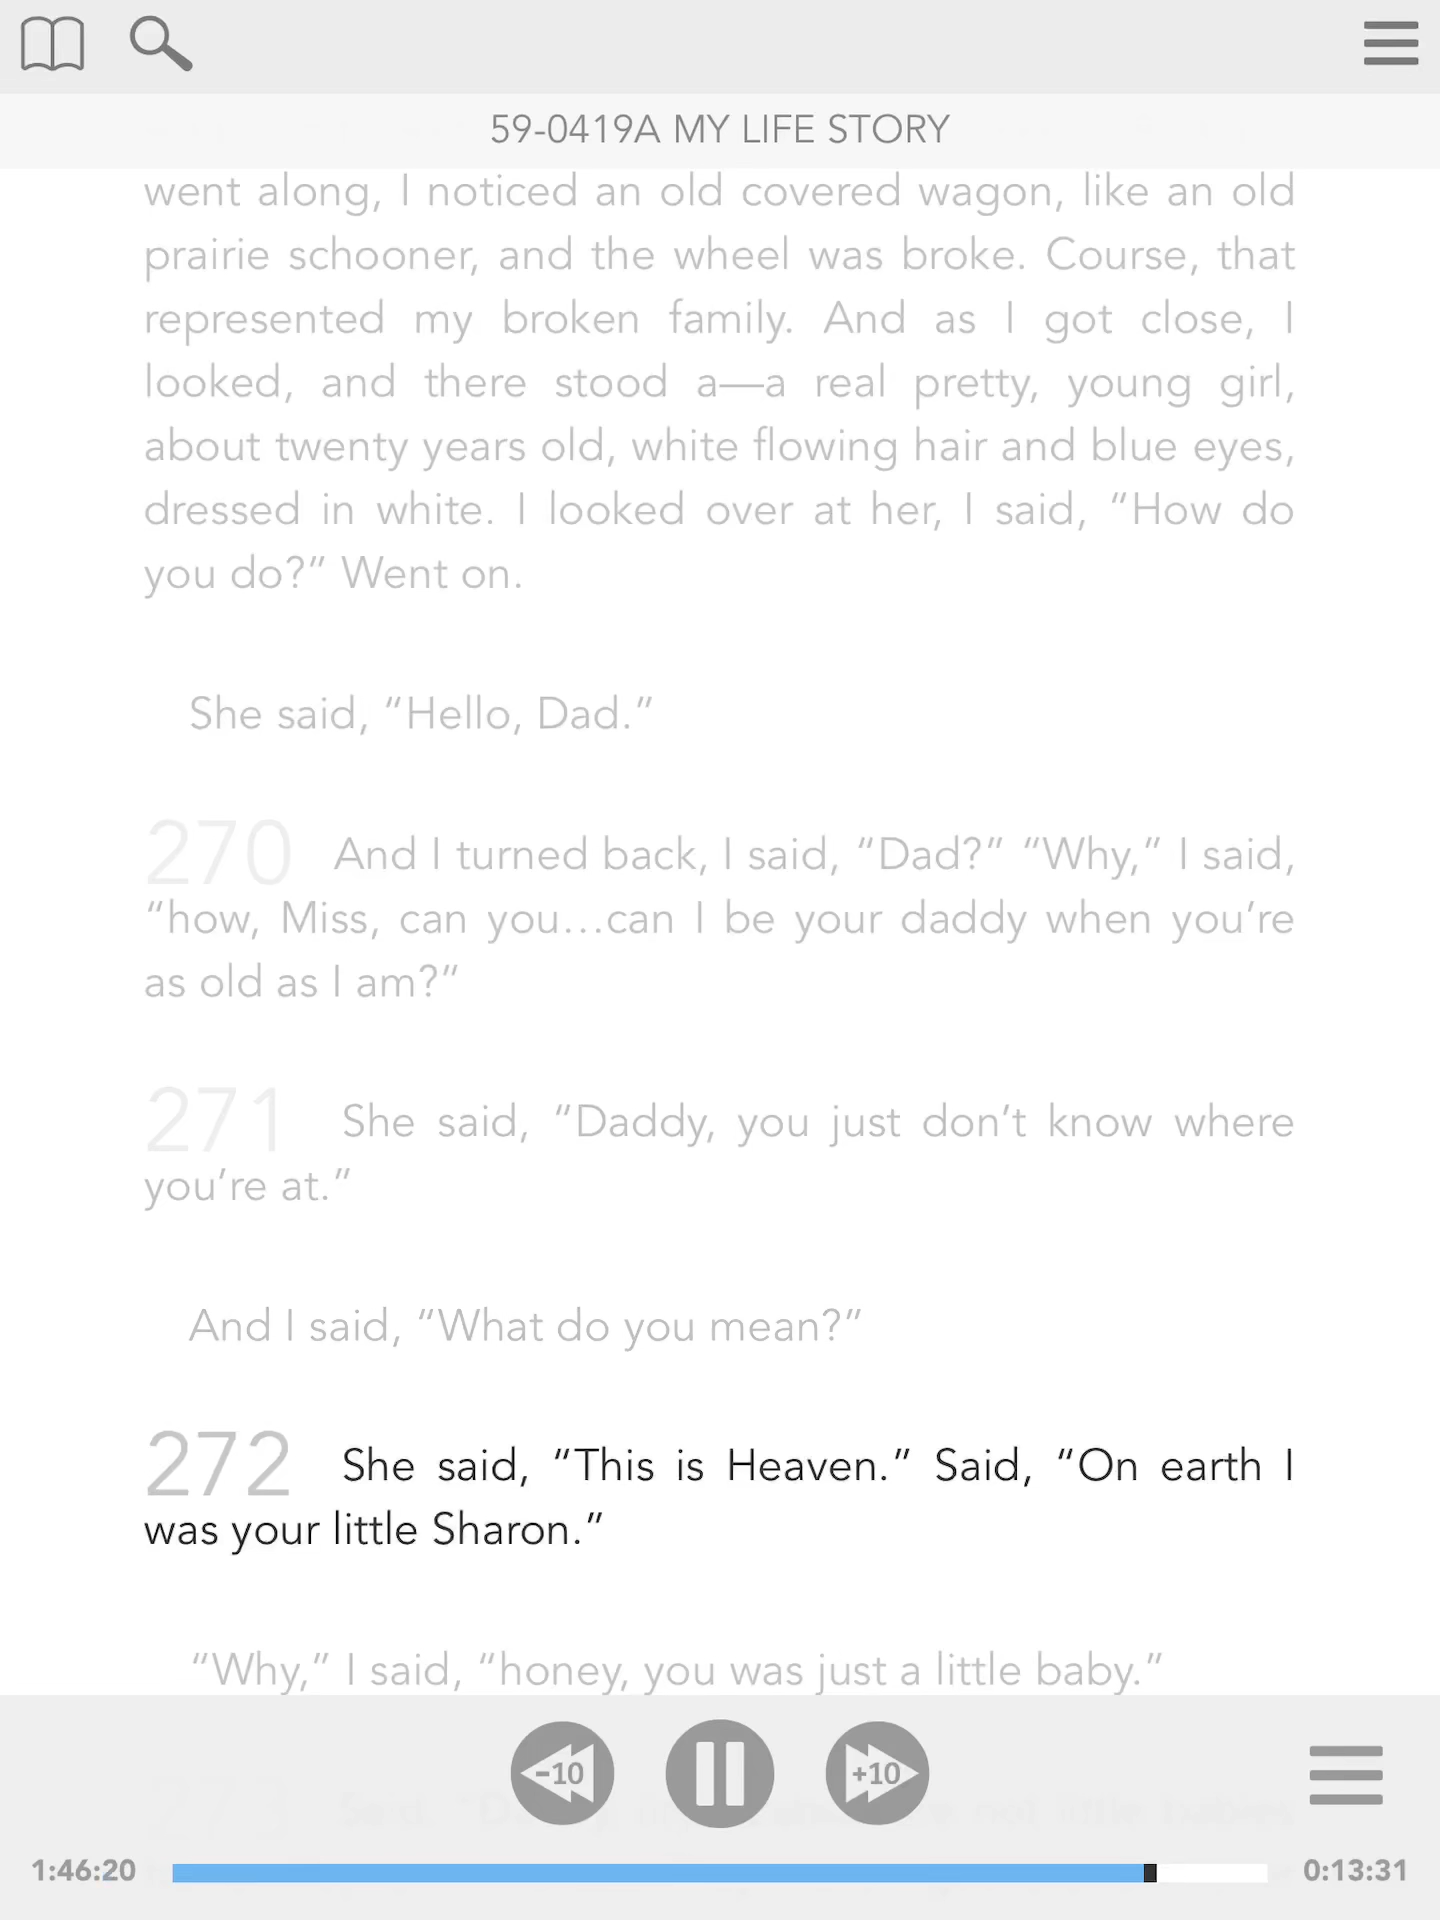 59-0419A MY LIFE STORY
went along, I noticed an old covered wagon, like an old
prairie schooner, and the wheel was broke. Course, that
represented my broken family. And as I got close, I
looked, and there stood a—a real pretty, young girl,
about twenty years old, white flowing hair and blue eyes,
dressed in white. I looked over at her, I said, “How do
you do?” Went on.
She said, “Hello, Dad.”
270 And I turned back, I said, “Dad?” “Why,” I said,
“how, Miss, can you…can I be your daddy when you’re
as old as I am?”
271 She said, “Daddy, you just don’t know where
you’re at.”
And I said, “What do you mean?”
272 She said, “This is Heaven.” Said, “On earth I
was your little Sharon.”
“Why,” I said, “honey, you was just a little baby.”
-10 +10
1:46:20 0:13:31